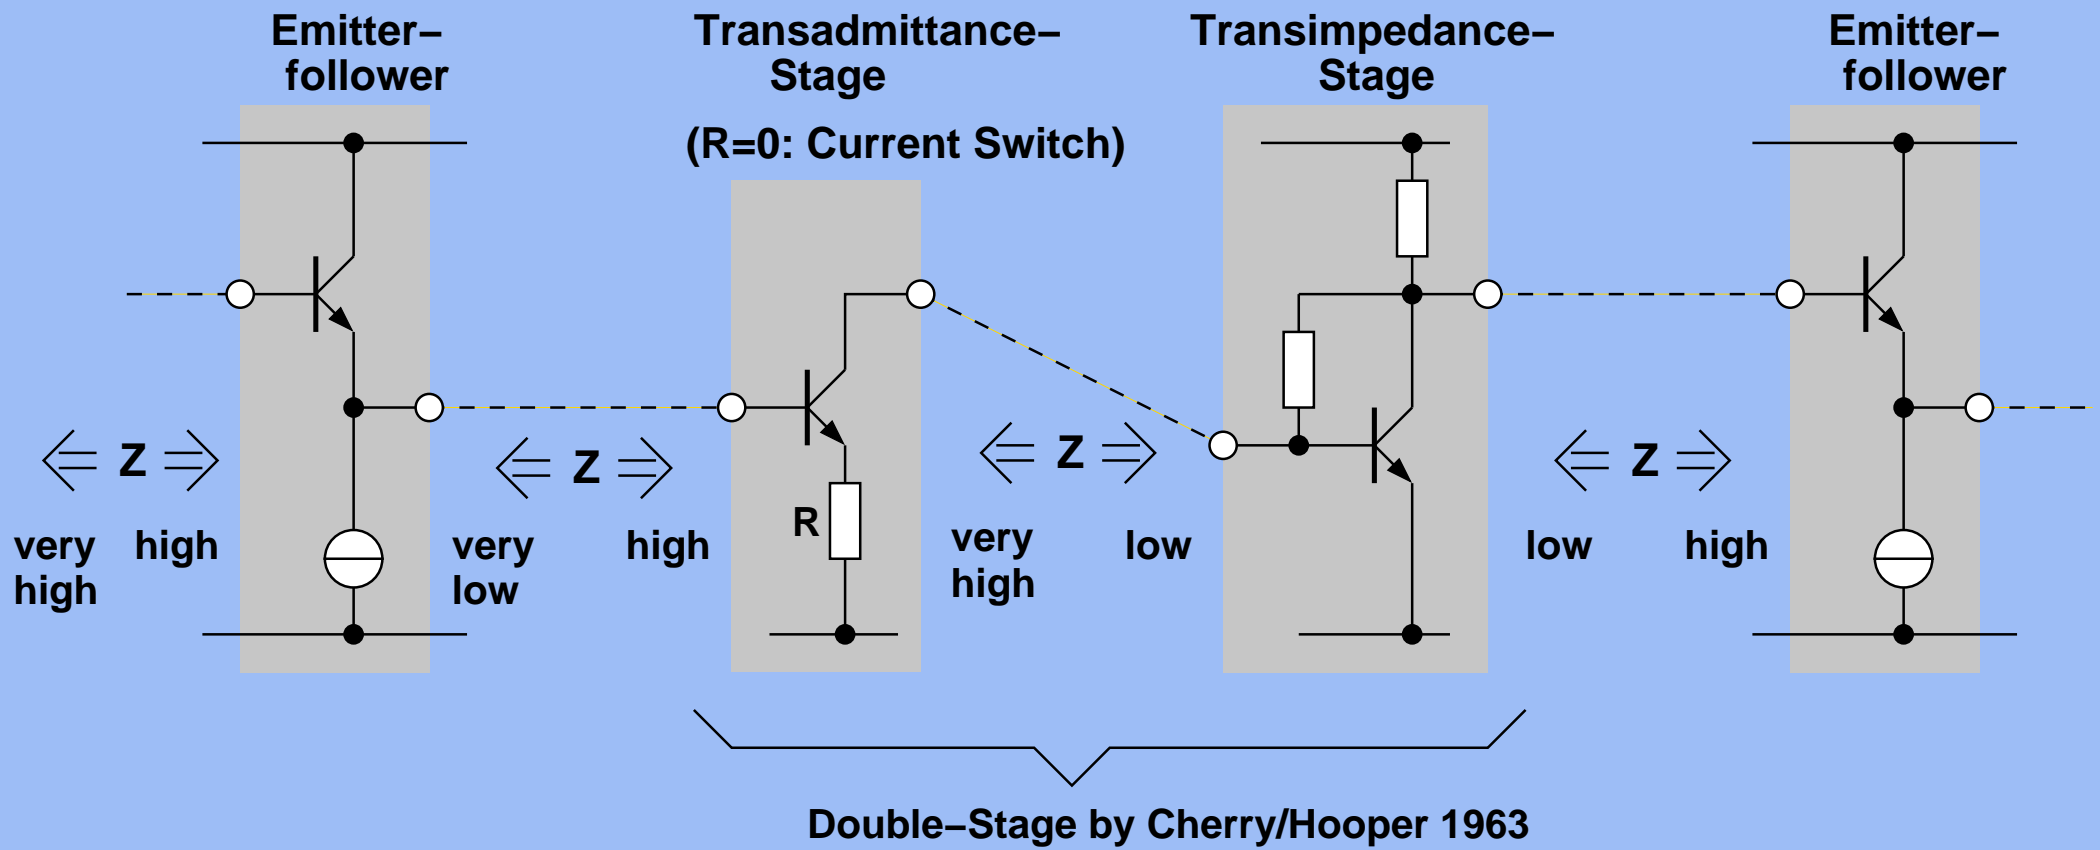 Emitter–
follower
Transadmittance–
Stage
(R=0: Current Switch)
Transimpedance–
Stage
Emitter–
follower
R
Z
very
high
high
Z
very
low
high
Z
very
high
low
Z
low
high
Double–Stage by Cherry/Hooper 1963